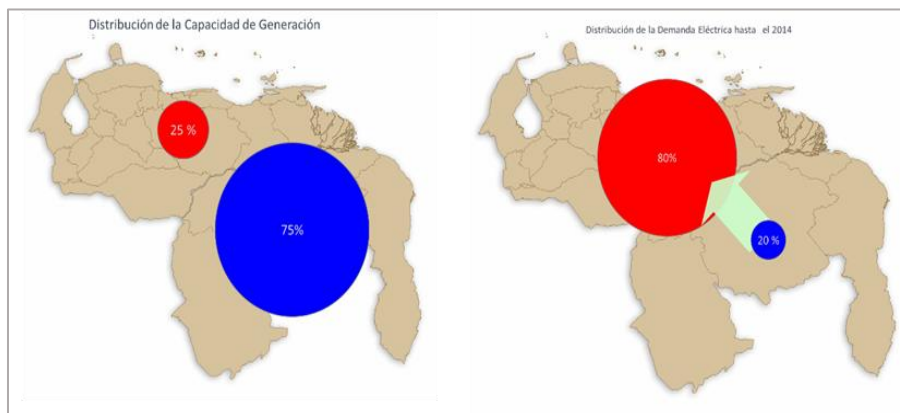 Distribución de la Capacidad de Generación
25 %
75%
Distribución de la Demanda Eléctrica hasta el 2014
80%
20 %